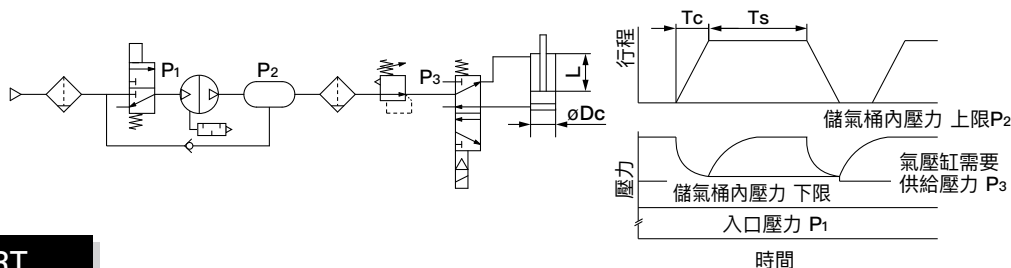 P1
P2
P3
L
øDc
Tc
Ts
行程
儲氣桶內壓力 上限P2
壓力
儲氣桶內壓力 下限
氣壓缸需要
供給壓力 P3
入口壓力 P1
時間